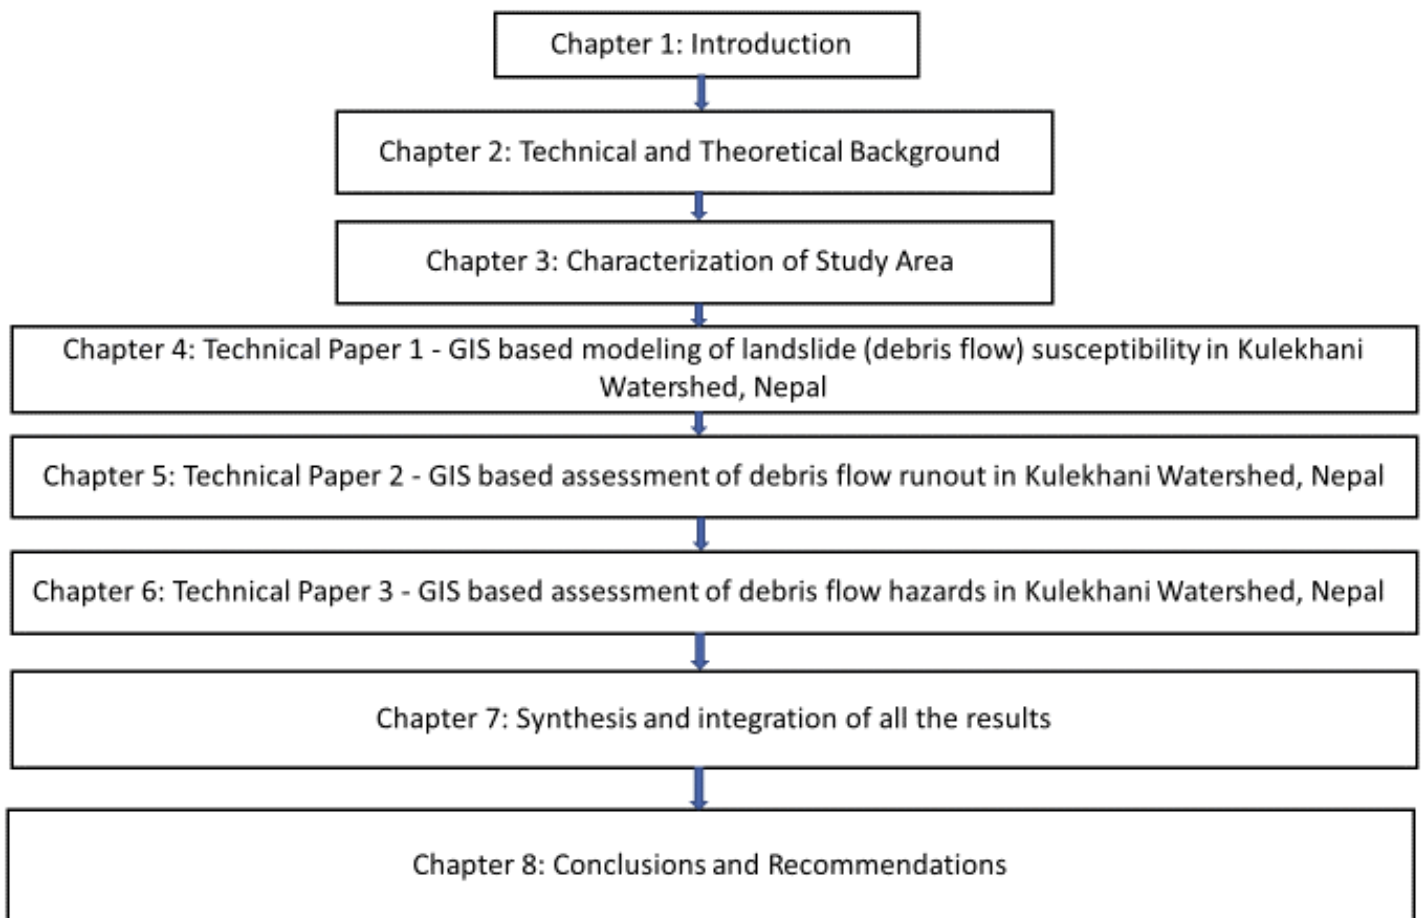 Chapter 1: Introduction
Chapter 2: Technical and Theoretical Background
Chapter 3: Characterization of Study Area
Chapter 4: Technical Paper 1 - GIS based modeling of landslide (debris flow) susceptibility in Kulekhani
Watershed, Nepal
Chapter 5: Technical Paper 2 - GIS based assessment of debris flow runout in Kulekhani Watershed, Nepal
Chapter 6: Technical Paper 3 - GIS based assessment of debris flow hazards in Kulekhani Watershed, Nepal
Chapter 7: Synthesis and integration of all the results
Chapter 8: Conclusions and Recommendations